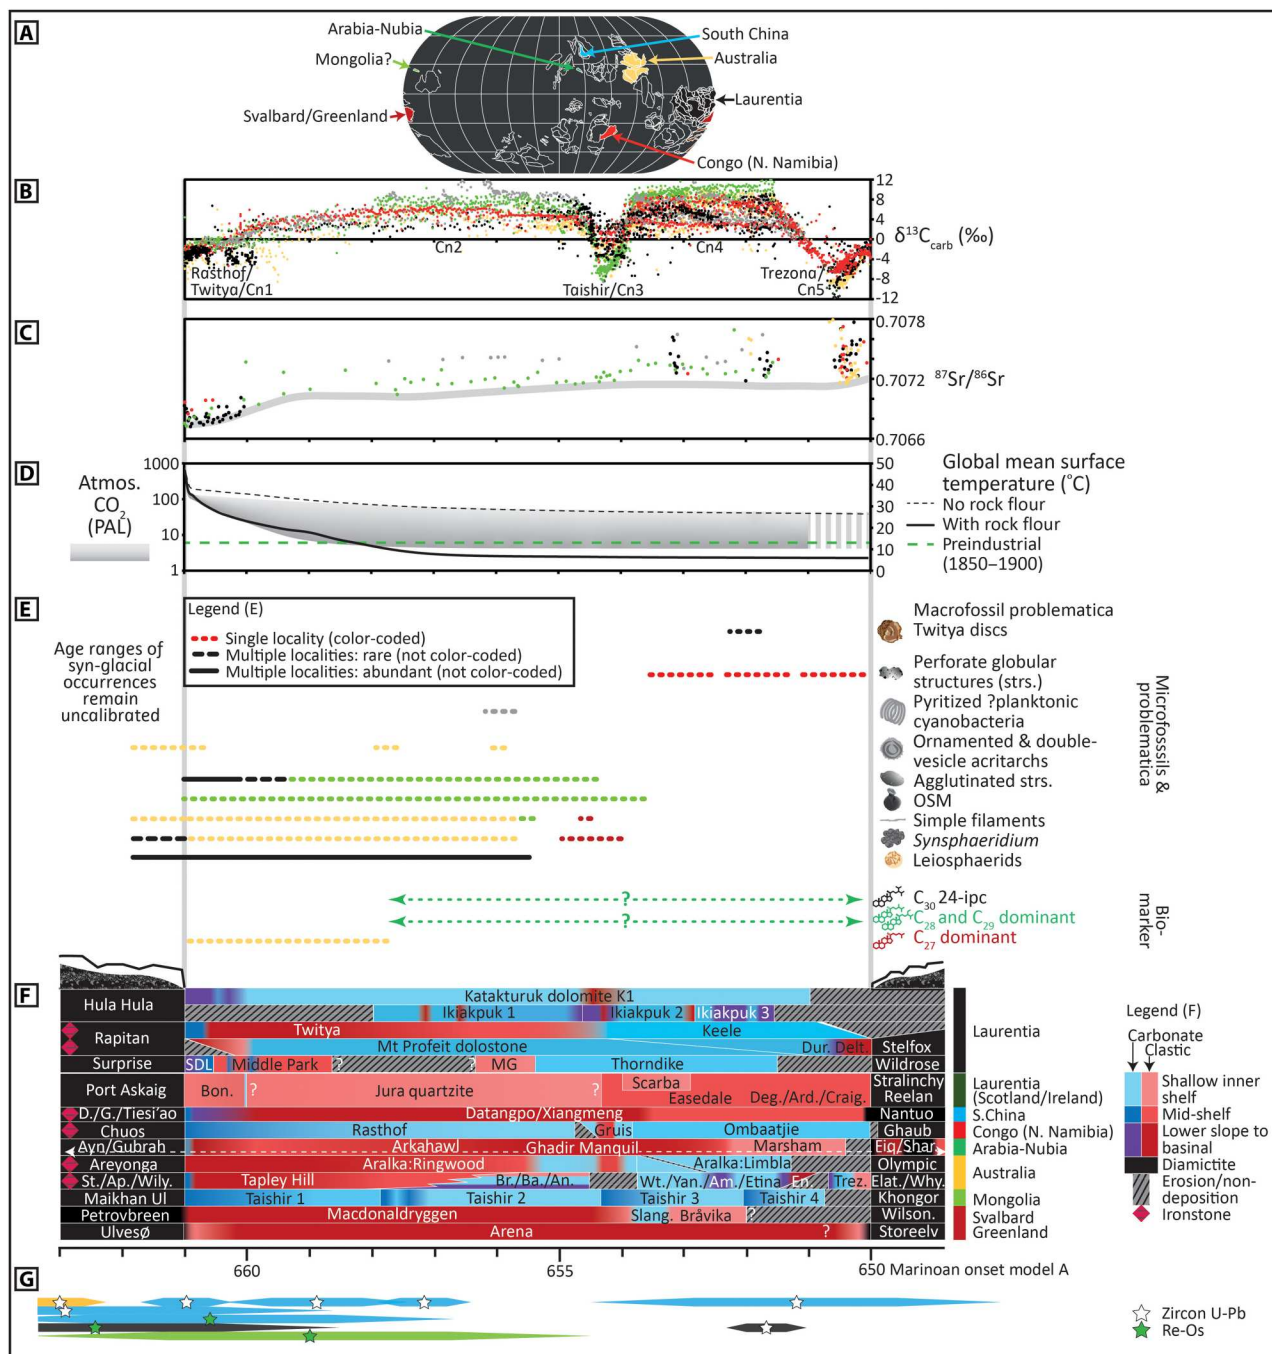 A
Arabia-Nubia
South China
Mongolia?
Australia
Laurentia
Svalbard/Greenland
Congo (N. Namibia)
B
12
8
4
0
-4
-8
-12
δ13Ccarb (‰)
Cn2
Cn4
Rasthof/
Twitya/Cn1
Taishir/Cn3
Trezona/
Cn5
C
0.7078
0.7072
0.7066
87Sr/86Sr
D
Atmos.
CO2
(PAL)
1000
100
10
1
50
40
30
20
10
0
Global mean surface
temperature (°C)
No rock flour
With rock flour
Preindustrial
(1850–1900)
E
Legend (E)
Single locality (color-coded)
Multiple localities: rare (not color-coded)
Multiple localities: abundant (not color-coded)
Age ranges of
syn-glacial
occurrences
remain
uncalibrated
Macrofossil problematica
Twitya discs
Perforate globular
structures (strs.)
Pyritized ?planktonic
cyanobacteria
Ornamented & double-
vesicle acritarchs
Agglutinated strs.
OSM
Simple filaments
Synsphaeridium
Leiosphaerids
Microfosssils &
problematica
?
?
C30 24-ipc
C28 and C29 dominant
C27 dominant
Bio-
marker
F
Hula Hula
Katakturuk dolomite K1
Ikiakpuk 1
Ikiakpuk 2
Ikiakpuk 3
Rapitan
Twitya
Keele
Mt Profeit dolostone
Dur.
Delt.
Stelfox
Surprise
SDL
Middle Park
?
?
MG
Thorndike
Wildrose
Port Askaig
Bon.
?
Jura quartzite
?
Scarba
Easedale
Deg./Ard./Craig.
Stralinchy
Reelan
D./G./Tiesi'ao
Datangpo/Xiangmeng
Nantuo
Chuos
Rasthof
Gruis
Ombaatjie
Ghaub
Ayn/Gubrah
Arkahawl
Ghadir Manquil
Marsham
Fiq/Shar.
Areyonga
Aralka:Ringwood
Aralka:Limbla
Olympic
St./Ap./Wily.
Tapley Hill
Br./Ba./An.
Wt./Yan./Am./Etina
En.
Trez.
Elat./Why.
Maikhan Ul
Taishir 1
Taishir 2
Taishir 3
Taishir 4
Khongor
Petrovbreen
Macdonaldryggen
Slang.
Bråvika
?
Wilson.
Ulvesø
Arena
?
Storeelv
Laurentia
Laurentia
(Scotland/Ireland)
S.China
Congo (N. Namibia)
Arabia-Nubia
Australia
Mongolia
Svalbard
Greenland
Legend (F)
Carbonate
Clastic
Shallow inner
shelf
Mid-shelf
Lower slope to
basinal
Diamictite
Erosion/non-
deposition
Ironstone
660
655
650 Marinoan onset model A
G
Zircon U-Pb
Re-Os